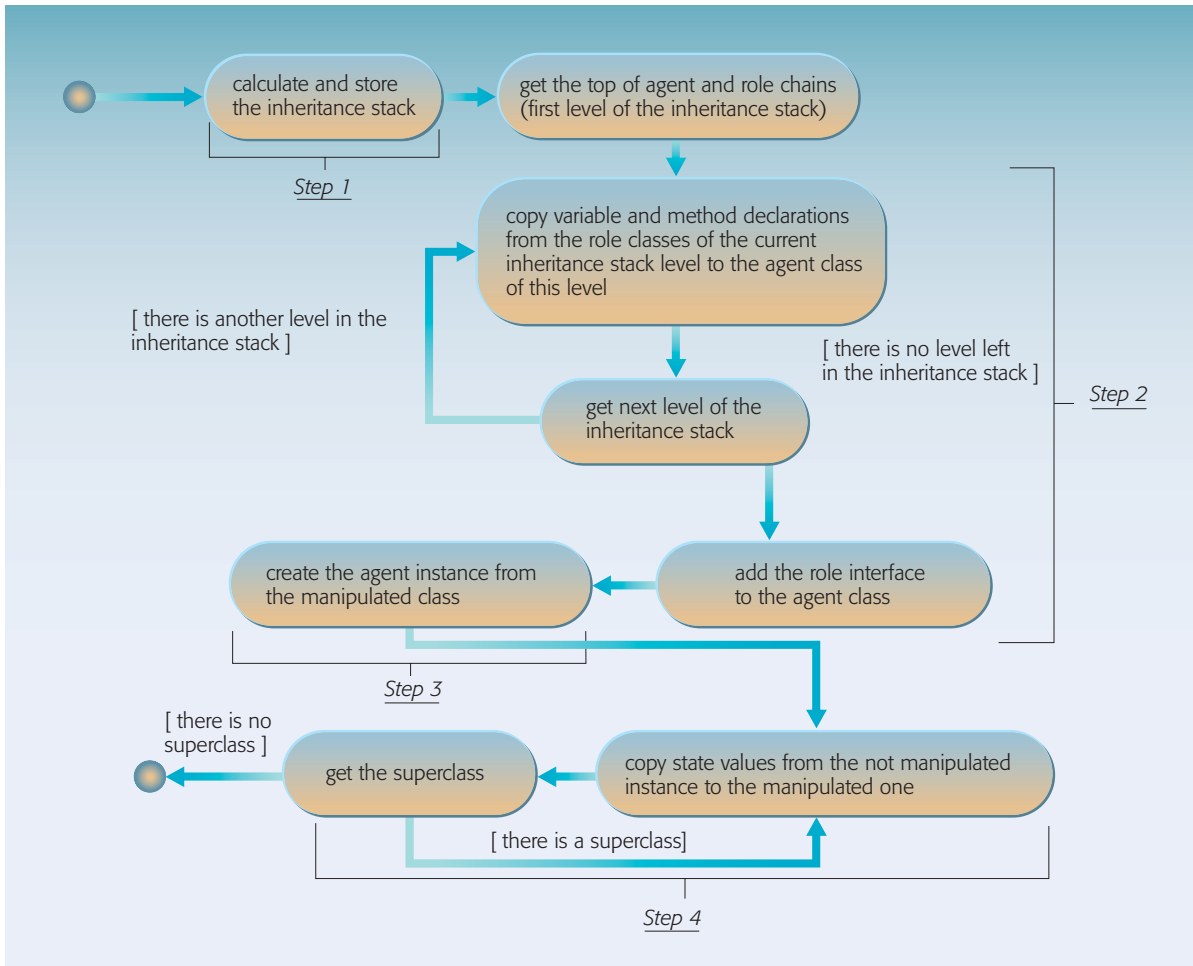 calculate and store
the inheritance stack
get the top of agent and role chains
(first level of the inheritance stack)
Step 1
copy variable and method declarations
from the role classes of the current
inheritance stack level to the agent class
of this level
[ there is another level in the
inheritance stack ]
[ there is no level left
in the inheritance stack ]
Step 2
get next level of the
inheritance stack
create the agent instance from
the manipulated class
add the role interface
to the agent class
Step 3
[ there is no
superclass ]
get the superclass
copy state values from the not manipulated
instance to the manipulated one
[ there is a superclass]
Step 4